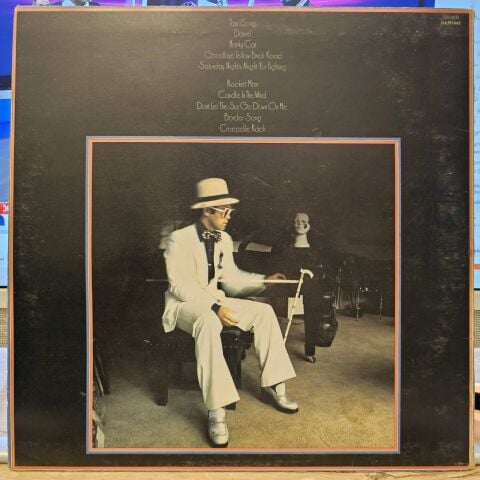 Your Song
Daniel
Honky Cat
Goodbye Yellow Brick Road
Saturday Night's Alright For Fighting
Rocket Man
Candle In The Wind
Don't Let The Sun Go Down On Me
Border Song
Crocodile Rock